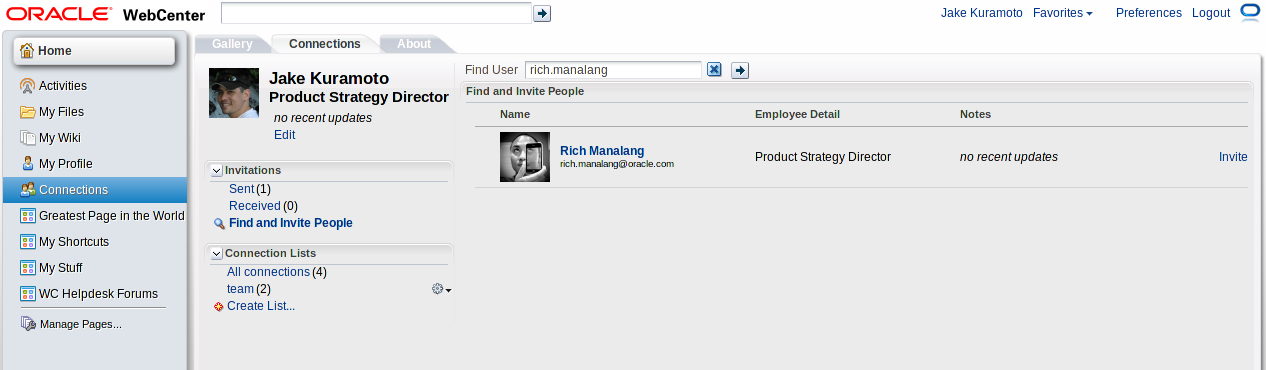 ORACLE WebCenter
Jake Kuramoto Favorites Preferences Logout
Home
Activities
My Files
My Wiki
My Profile
Connections
Greatest Page in the World
My Shortcuts
My Stuff
WC Helpdesk Forums
Manage Pages...
Gallery Connections About
Jake Kuramoto
Product Strategy Director
no recent updates
Edit
Invitations
Sent (1)
Received (0)
Find and Invite People
Connection Lists
All connections (4)
team (2)
Create List...
Find User rich.manalang
Find and Invite People
Name Employee Detail Notes
Rich Manalang
rich.manalang@oracle.com
Product Strategy Director no recent updates Invite